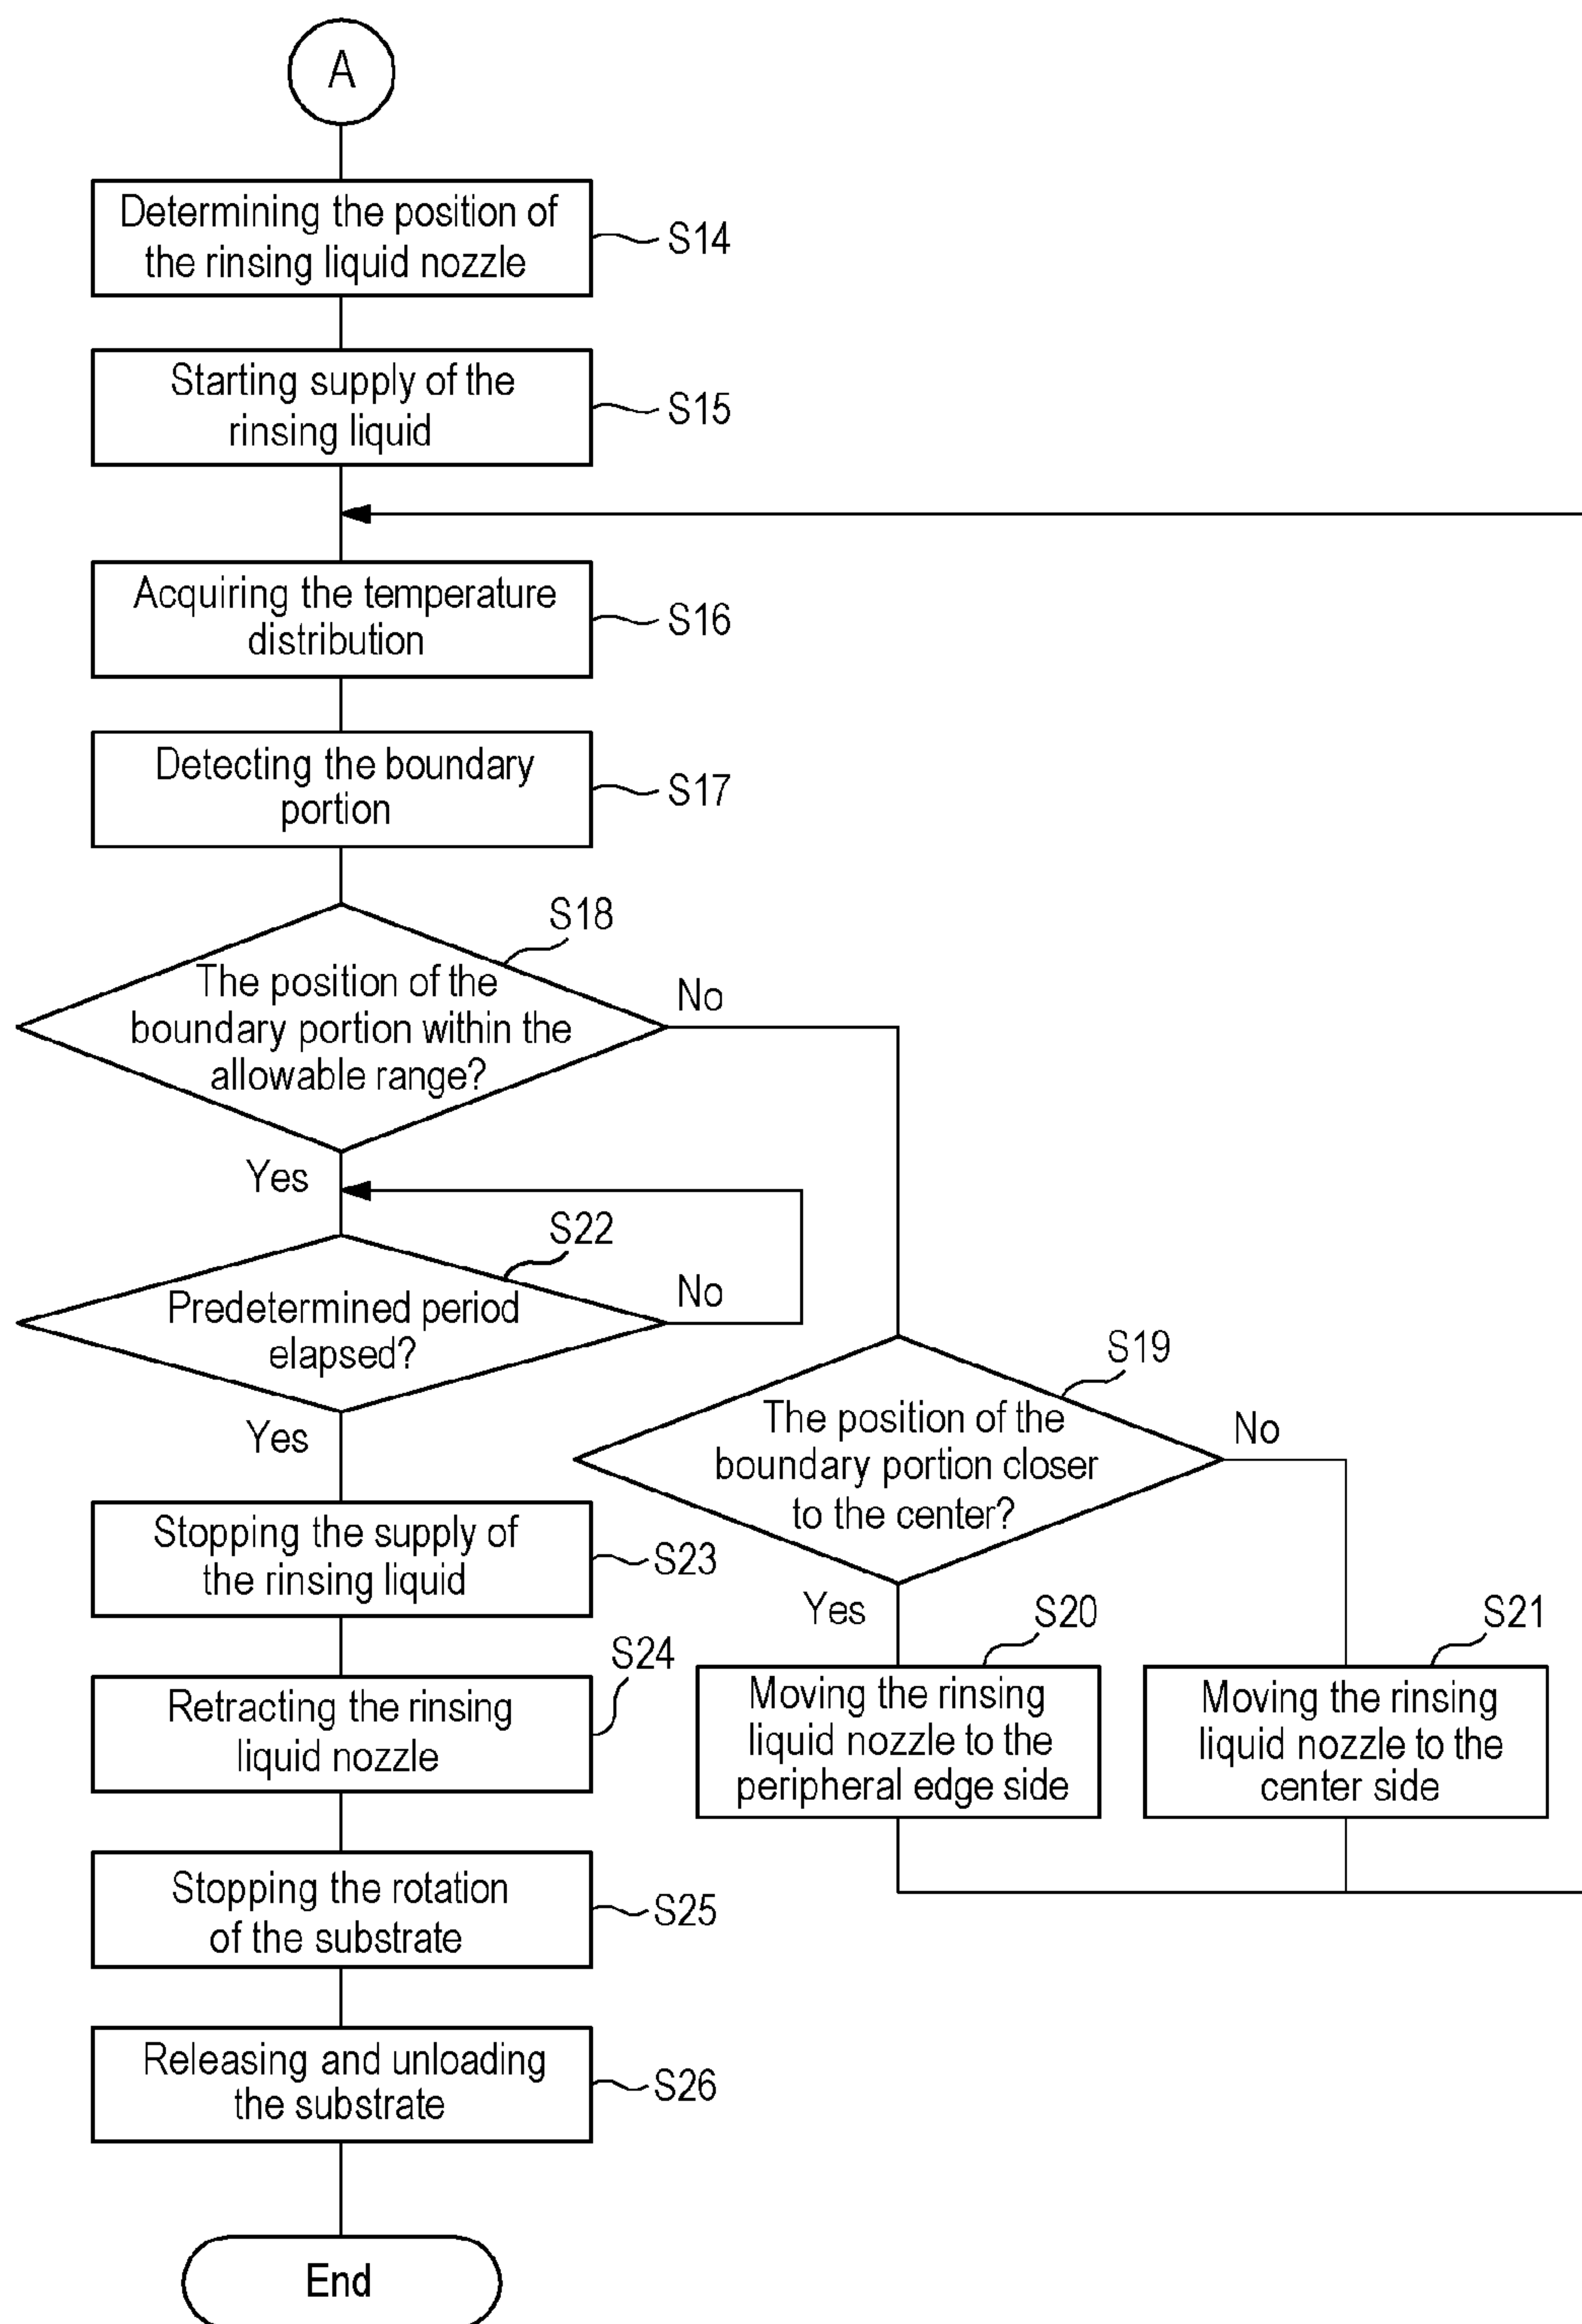 A
Determining the position of
the rinsing liquid nozzle
S14
Starting supply of the
rinsing liquid
S15
Acquiring the temperature
distribution
S16
Detecting the boundary
portion
S17
S18
The position of the
boundary portion within the
allowable range?
No
Yes
S22
Predetermined period
elapsed?
No
Yes
S19
The position of the
boundary portion closer
to the center?
No
Yes
Stopping the supply of
the rinsing liquid
S23
S20
Moving the rinsing
liquid nozzle to the
peripheral edge side
S21
Moving the rinsing
liquid nozzle to the
center side
S24
Retracting the rinsing
liquid nozzle
Stopping the rotation
of the substrate
S25
Releasing and unloading
the substrate
S26
End